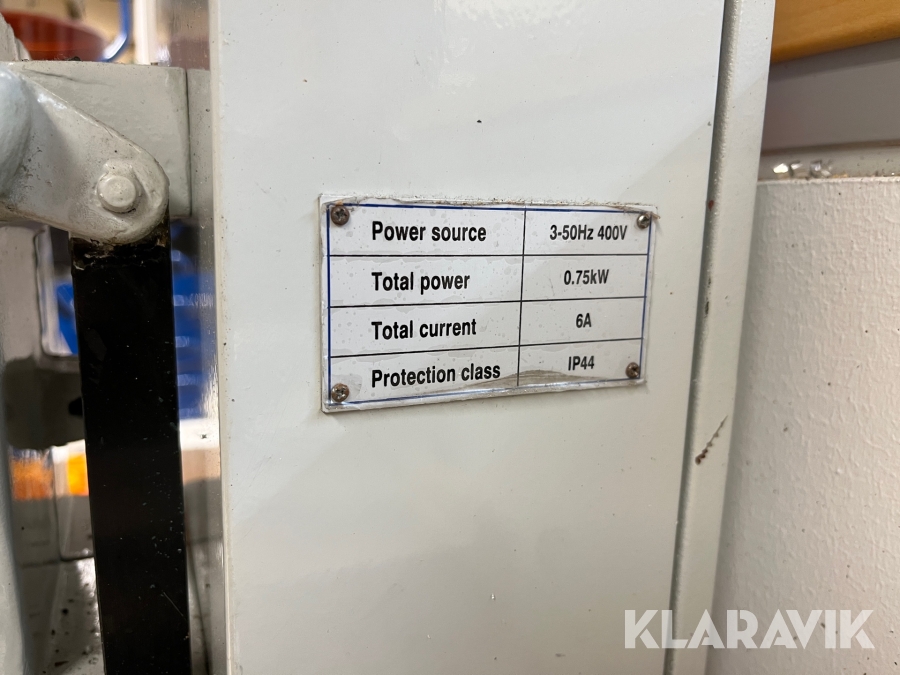 Power source 3-50Hz 400V
Total power 0.75kW
Total current 6A
Protection class IP44
KLARAVIK